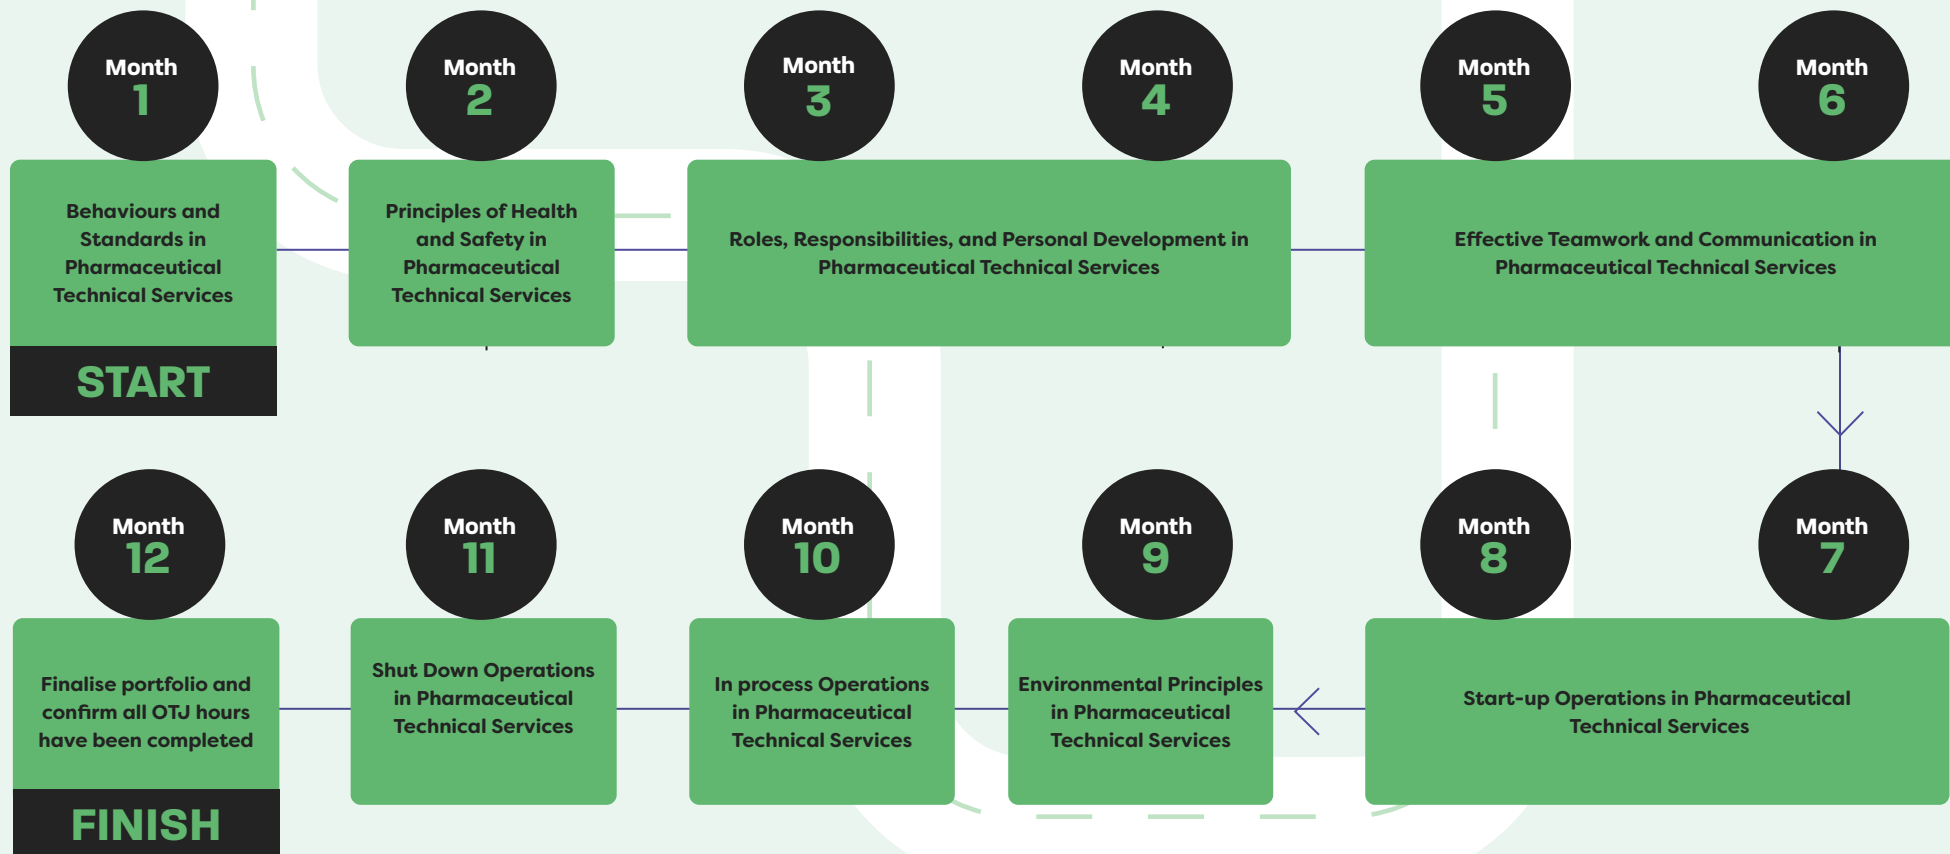 Month
1
Behaviours and
Standards in
Pharmaceutical
Technical Services
START
Month
2
Principles of Health
and Safety in
Pharmaceutical
Technical Services
Month
3
Month
4
Roles, Responsibilities, and Personal Development in
Pharmaceutical Technical Services
Month
5
Month
6
Effective Teamwork and Communication in
Pharmaceutical Technical Services
Month
7
Month
8
Start-up Operations in Pharmaceutical
Technical Services
Month
9
Environmental Principles
in Pharmaceutical
Technical Services
Month
10
In process Operations
in Pharmaceutical
Technical Services
Month
11
Shut Down Operations
in Pharmaceutical
Technical Services
Month
12
Finalise portfolio and
confirm all OTJ hours
have been completed
FINISH